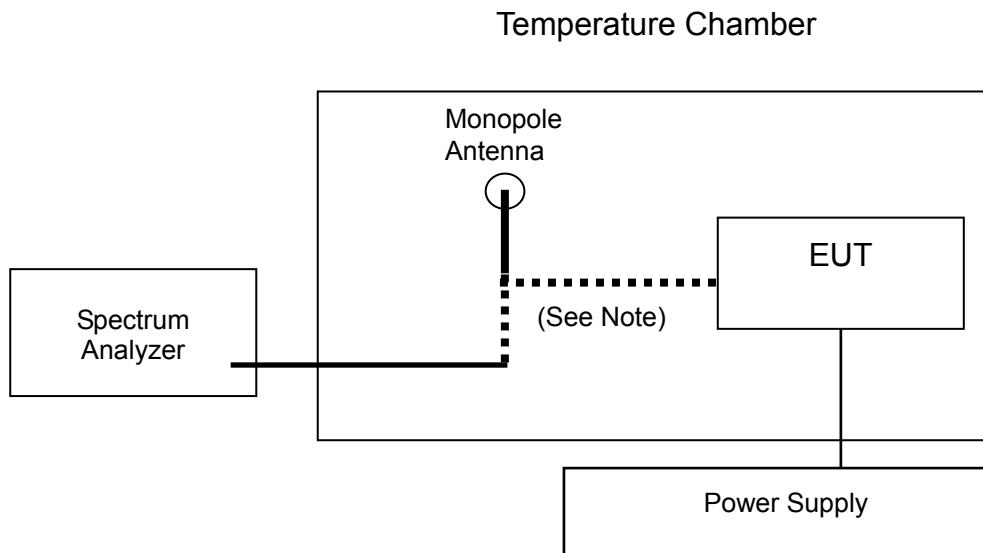 Temperature Chamber
Monopole
Antenna
EUT
(See Note)
Spectrum
Analyzer
Power Supply